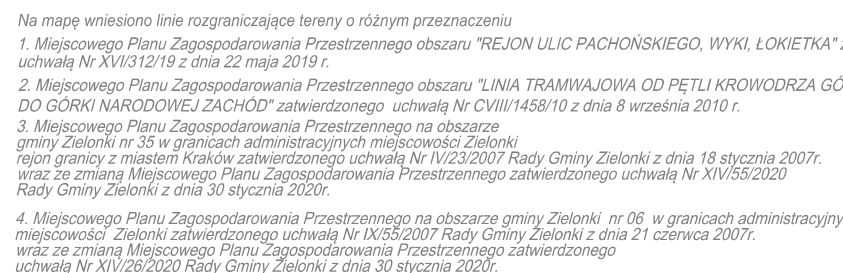 Na mapę wniesiono linie rozgraniczające tereny o różnym przeznaczeniu
1. Miejscowego Planu Zagospodarowania Przestrzennego obszaru "REJON ULIC PACHOŃSKIEGO, WYKI, ŁOKIETKA" z
uchwałą Nr XVI/312/19 z dnia 22 maja 2019 r.
2. Miejscowego Planu Zagospodarowania Przestrzennego obszaru "LINIA TRAMWAJOWA OD PĘTLI KROWODRZA GÓ
DO GÓRKI NARODOWEJ ZACHÓD" zatwierdzonego uchwałą Nr CVIII/1458/10 z dnia 8 września 2010 r.
3. Miejscowego Planu Zagospodarowania Przestrzennego na obszarze
gminy Zielonki nr 35 w granicach administracyjnych miejscowości Zielonki
rejon granicy z miastem Kraków zatwierdzonego uchwałą Nr IV/23/2007 Rady Gminy Zielonki z dnia 18 stycznia 2007r.
wraz ze zmianą Miejscowego Planu Zagospodarowania Przestrzennego zatwierdzonego uchwałą Nr XIV/55/2020
Rady Gminy Zielonki z dnia 30 stycznia 2020r.
4. Miejscowego Planu Zagospodarowania Przestrzennego na obszarze gminy Zielonki nr 06 w granicach administracyjny
miejscowości Zielonki zatwierdzonego uchwałą Nr IX/55/2007 Rady Gminy Zielonki z dnia 21 czerwca 2007r.
wraz ze zmianą Miejscowego Planu Zagospodarowania Przestrzennego zatwierdzonego
uchwałą Nr XIV/26/2020 Rady Gminy Zielonki z dnia 30 stycznia 2020r.